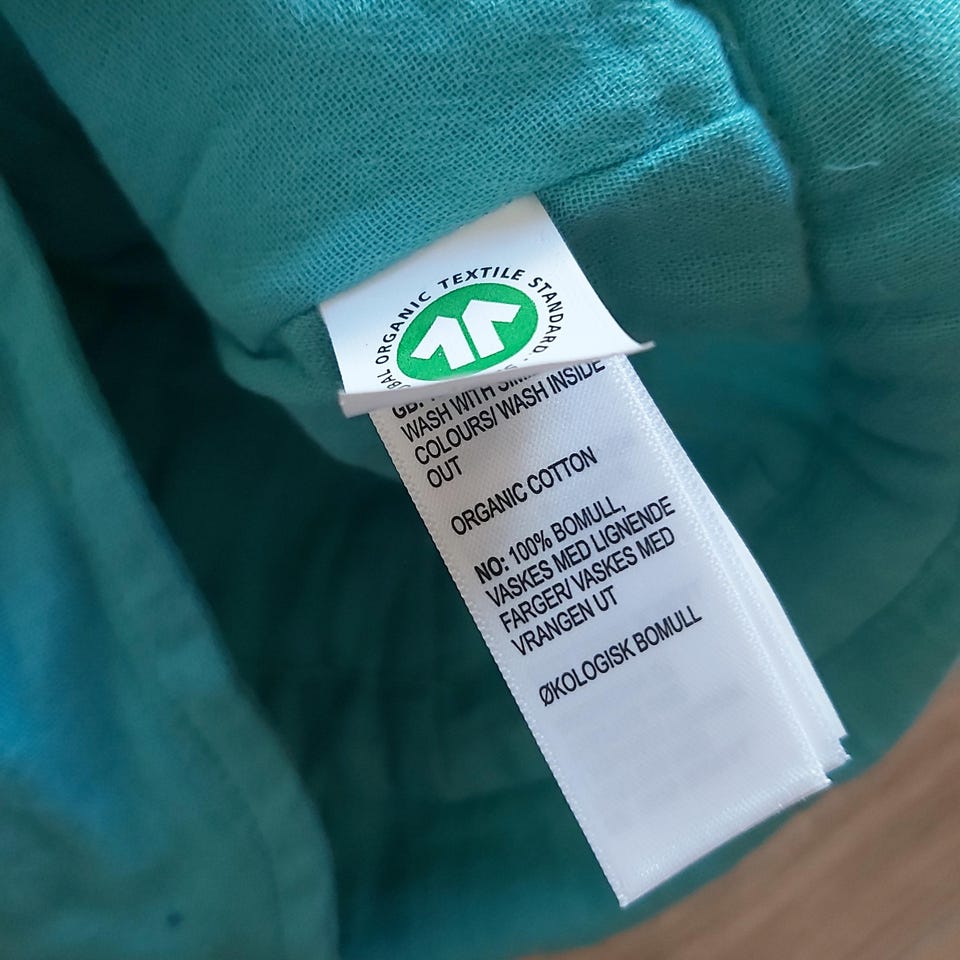 ORGANIC TEXTILE STANDARD
GB:
WASH WITH
COLOURS/ WASH INSIDE
OUT
ORGANIC COTTON
NO: 100% BOMULL,
VASKES MED LIGNENDE
FARGER/ VASKES MED
VRANGEN UT
ØKOLOGISK BOMULL